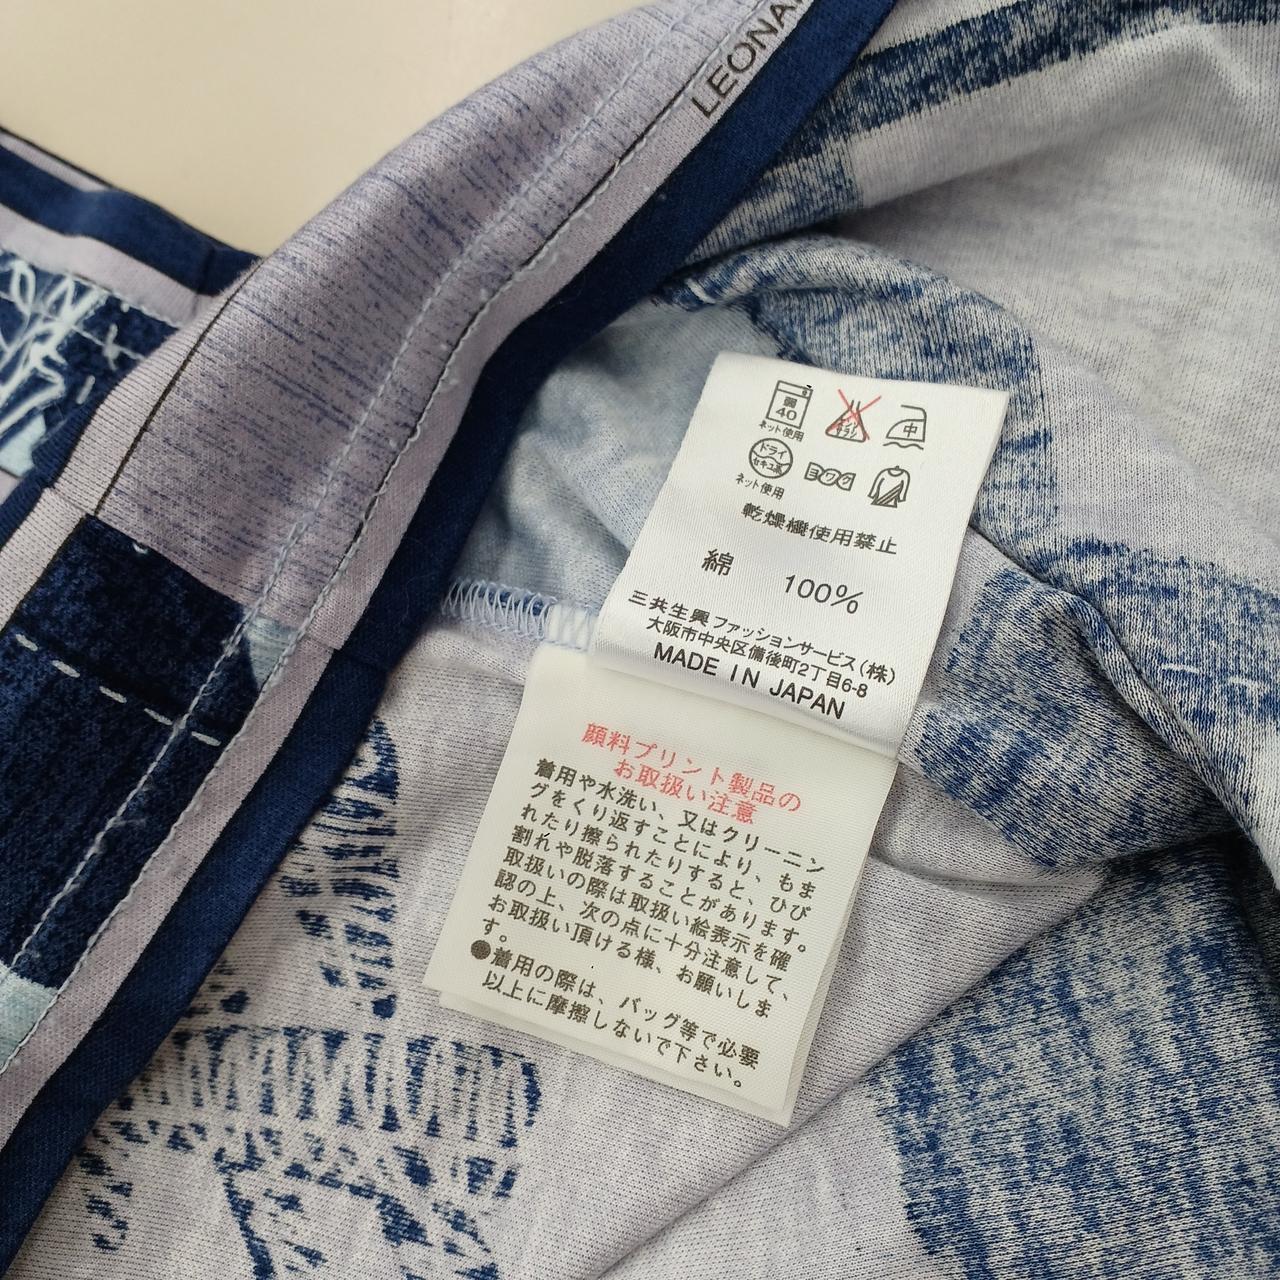 LEONA
弱
40
ネット使用
エンソ
サラシ
中
ドライ
セキユ系
ネット使用
ヨワク
乾燥機使用禁止
綿 100%
三共生興ファッションサービス(株)
大阪市中央区備後町2丁目6-8
MADE IN JAPAN
顔料プリント製品の
お取扱い注意
着用や水洗い、又はクリーニン
グをくり返すことにより、もま
れたり擦られたりすると、ひび
割れや脱落することがあります。
取扱いの際は取扱い絵表示を確
認の上、次の点に十分注意して、
お取扱い頂ける様、お願いしま
す。
●着用の際は、バッグ等で必要
以上に摩擦しないで下さい。